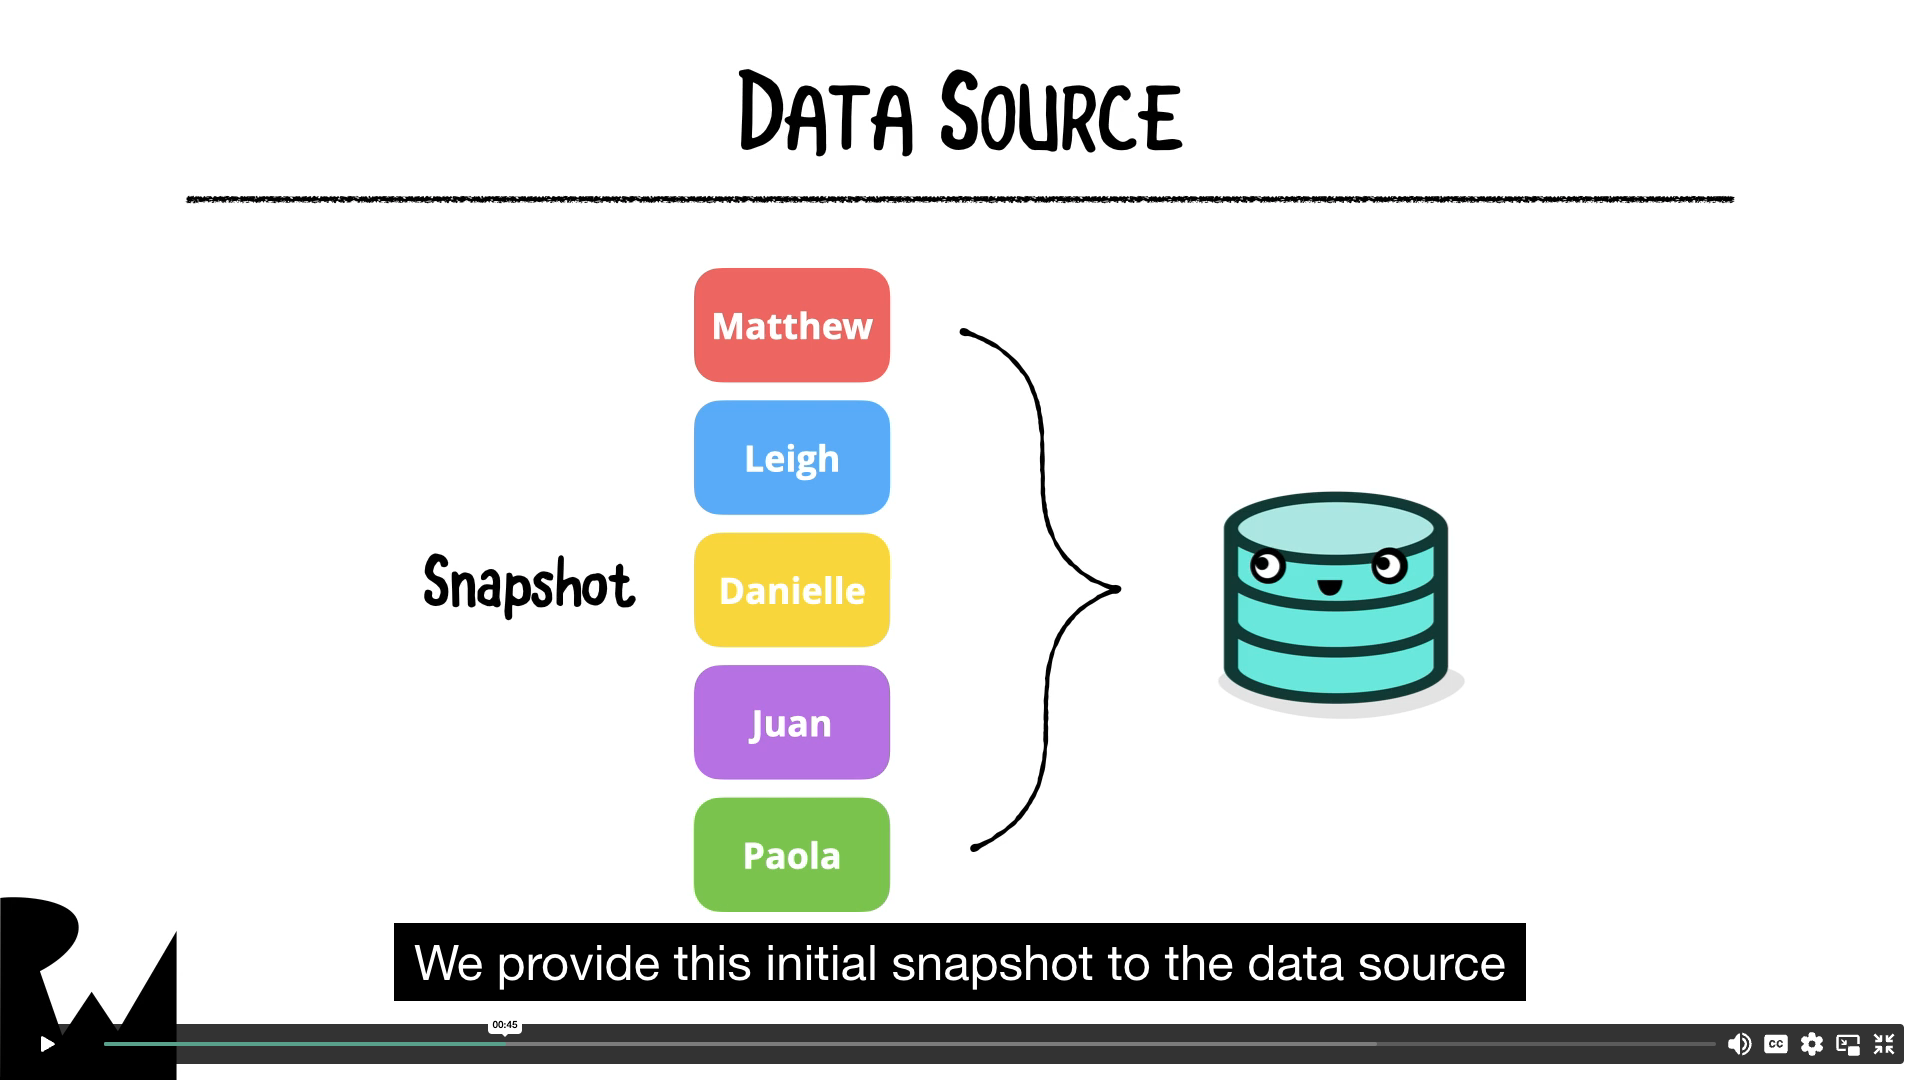 DATA SOURCE
Matthew
Leigh
Danielle
Snapshot
Juan
Paola
We provide this initial snapshot to the data source
00:45
CC